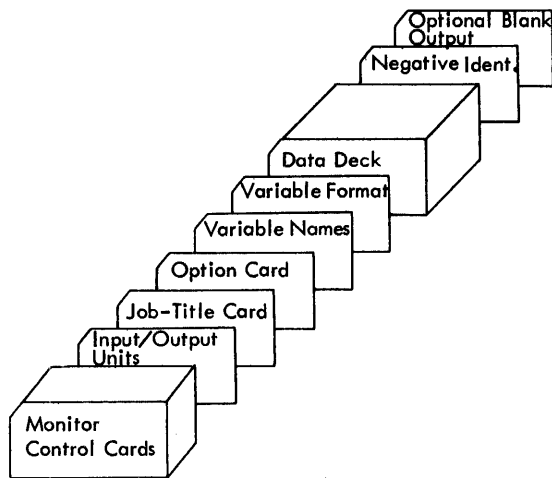 Optional Blank
Output
Negative Ident.
Data Deck
Variable Format
Variable Names
Option Card
Job-Title Card
Input/Output
Units
Monitor
Control Cards